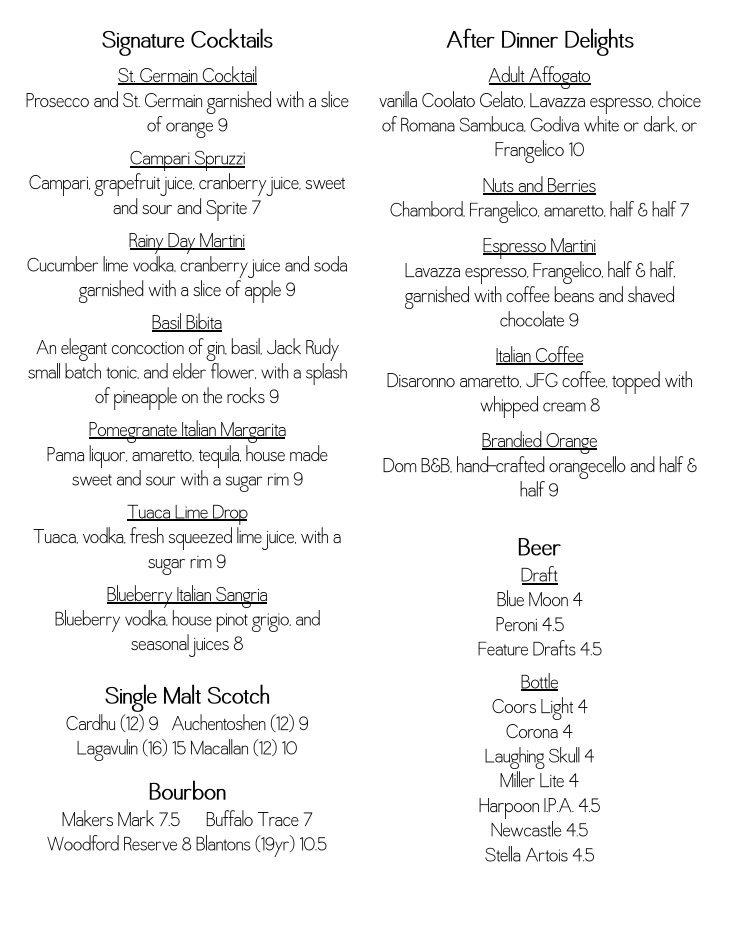 Signature Cocktails
St. Germain Cocktail
Prosecco and St. Germain garnished with a slice
of orange 9
Campari Spruzzi
Campari, grapefruit juice, cranberry juice, sweet
and sour and Sprite 7
Rainy Day Martini
Cucumber lime vodka, cranberry juice and soda
garnished with a slice of apple 9
Basil Bibita
An elegant concoction of gin, basil, Jack Rudy
small batch tonic, and elder flower, with a splash
of pineapple on the rocks 9
Pomegranate Italian Margarita
Pama liquor, amaretto, tequila, house made
sweet and sour with a sugar rim 9
Tuaca Lime Drop
Tuaca, vodka, fresh squeezed lime juice, with a
sugar rim 9
Blueberry Italian Sangria
Blueberry vodka, house pinot grigio, and
seasonal juices 8
Single Malt Scotch
Cardhu (12) 9 Auchentoshen (12) 9
Lagavulin (16) 15 Macallan (12) 10
Bourbon
Makers Mark 7.5 Buffalo Trace 7
Woodford Reserve 8 Blantons (19yr) 10.5
After Dinner Delights
Adult Affogato
vanilla Coolato Gelato, Lavazza espresso, choice
of Romana Sambuca, Godiva white or dark, or
Frangelico 10
Nuts and Berries
Chambord, Frangelico, amaretto, half & half 7
Espresso Martini
Lavazza espresso, Frangelico, half & half,
garnished with coffee beans and shaved
chocolate 9
Italian Coffee
Disaronno amaretto, JFG coffee, topped with
whipped cream 8
Brandied Orange
Dom B&B, hand-crafted orangecello and half &
half 9
Beer
Draft
Blue Moon 4
Peroni 4.5
Feature Drafts 4.5
Bottle
Coors Light 4
Corona 4
Laughing Skull 4
Miller Lite 4
Harpoon I.P.A. 4.5
Newcastle 4.5
Stella Artois 4.5